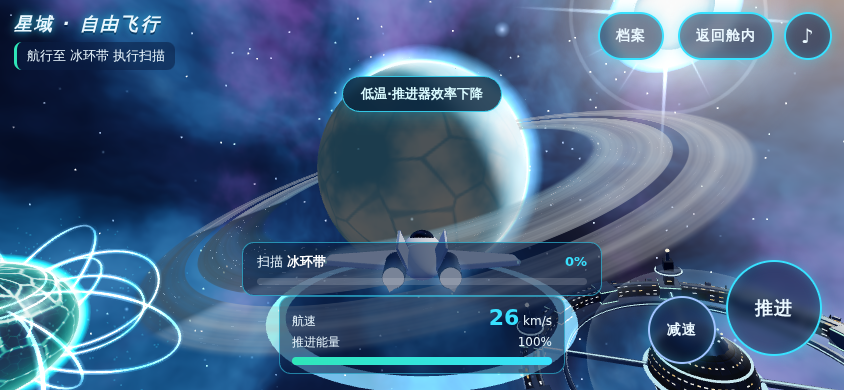 星域 · 自由飞行
航行至 冰环带 执行扫描
档案
返回舱内
♪
低温·推进器效率下降
扫描 冰环带 0%
航速 26 km/s
推进能量 100%
减速
推进